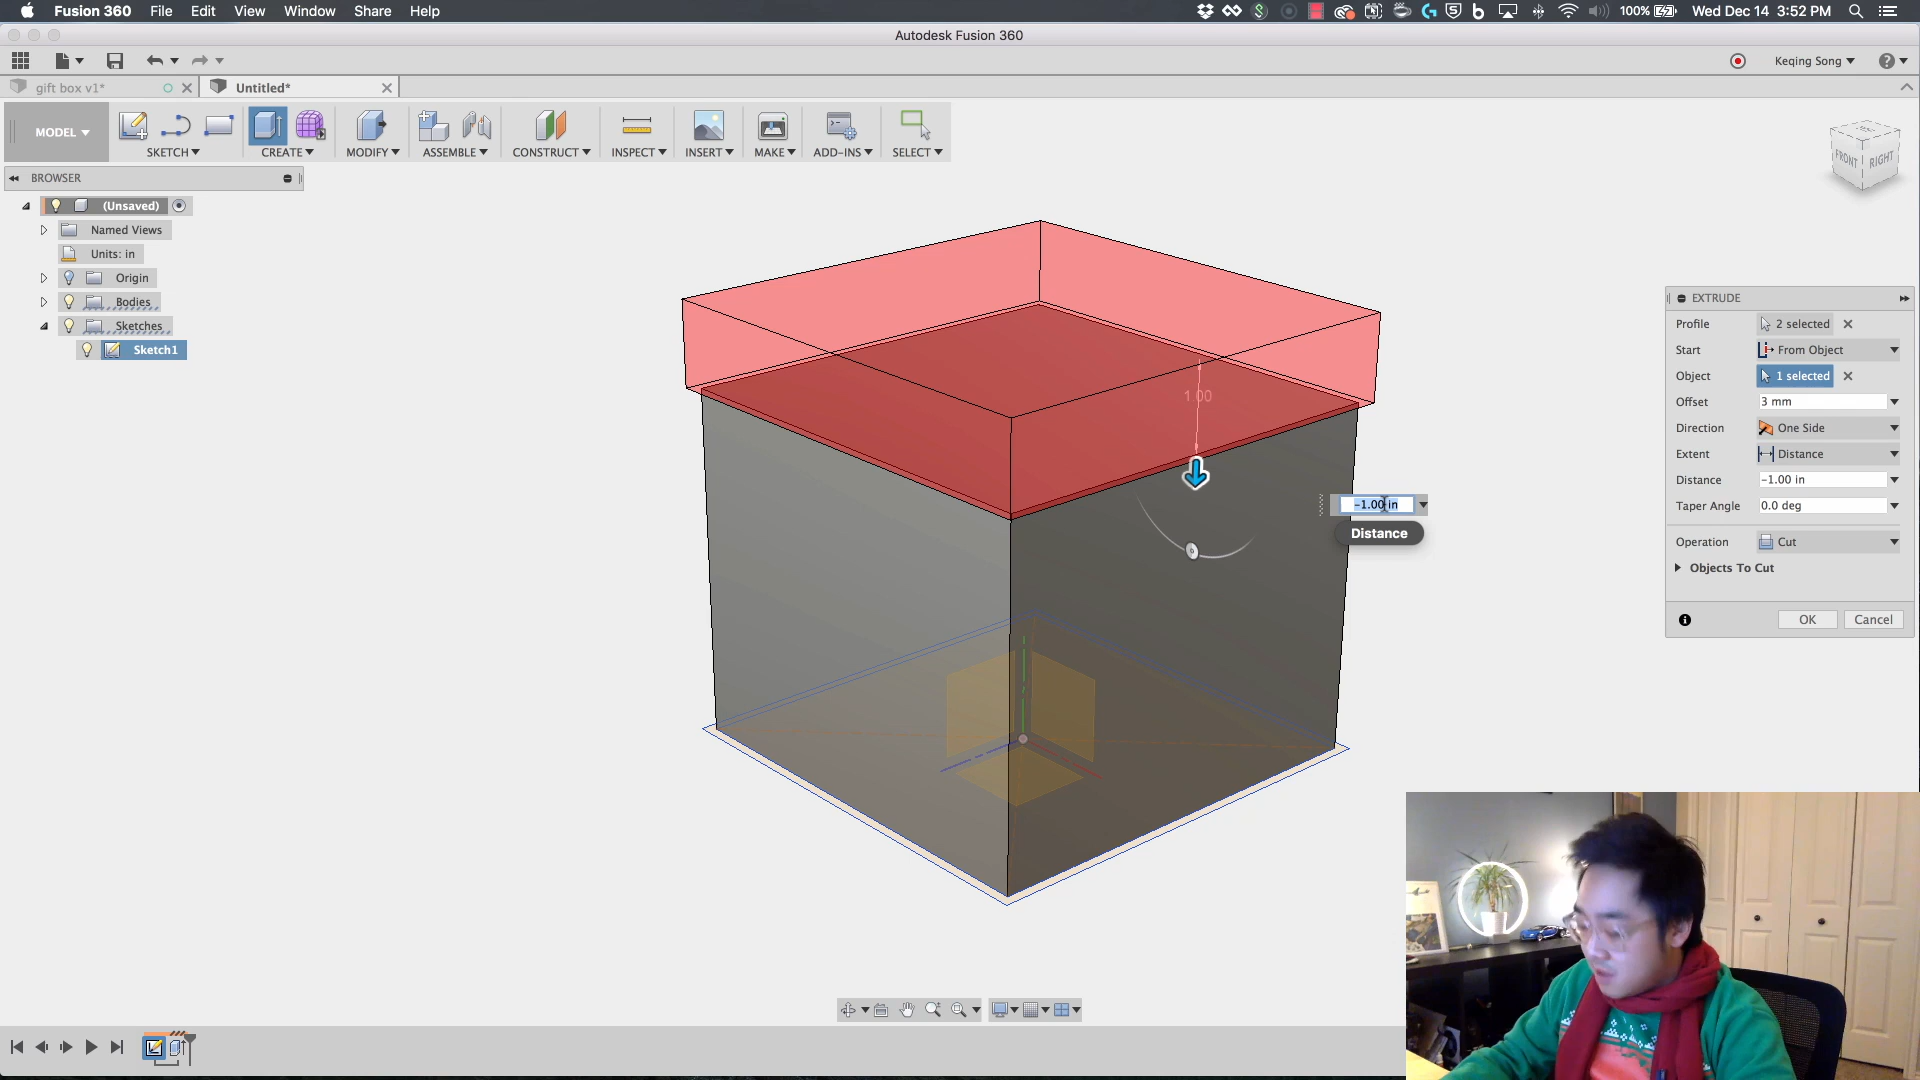 Fusion 360 File Edit View Window Share Help
100% Wed Dec 14 3:52 PM
Autodesk Fusion 360
Keqing Song
gift box v1*
Untitled*
MODEL
SKETCH
CREATE
MODIFY
ASSEMBLE
CONSTRUCT
INSPECT
INSERT
MAKE
ADD-INS
SELECT
FRONT
RIGHT
BROWSER
(Unsaved)
Named Views
Units: in
Origin
Bodies
Sketches
Sketch1
1.00
-1.00 in
Distance
EXTRUDE
Profile 2 selected
Start From Object
Object 1 selected
Offset 3 mm
Direction One Side
Extent Distance
Distance -1.00 in
Taper Angle 0.0 deg
Operation Cut
Objects To Cut
OK Cancel